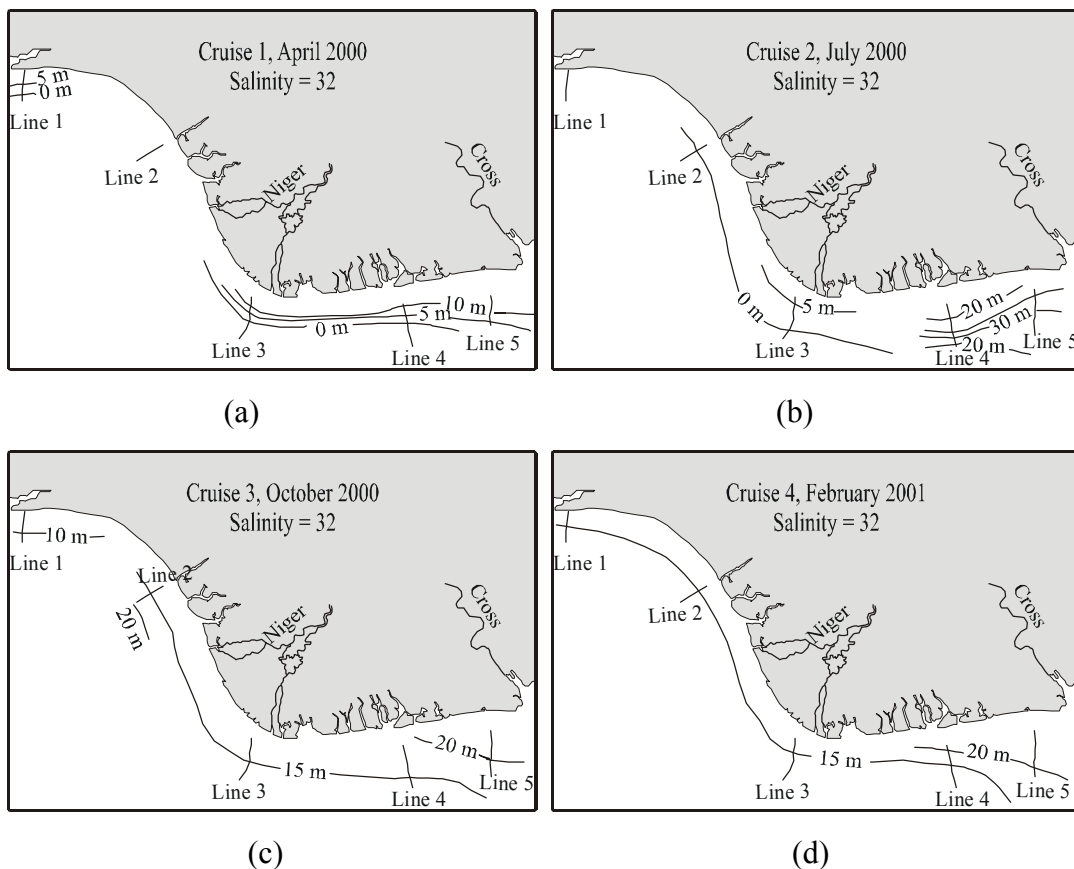 Cruise 1, April 2000
Salinity = 32
5 m
0 m
Line 1
Line 2
Niger
Cross
10 m
5 m
0 m
Line 3
Line 4
Line 5
(a)
Cruise 2, July 2000
Salinity = 32
Line 1
Line 2
Niger
Cross
0 m
5 m
20 m
30 m
20 m
Line 3
Line 4
Line 5
(b)
Cruise 3, October 2000
Salinity = 32
10 m
Line 1
Line 2
20 m
Niger
Cross
20 m
15 m
Line 3
Line 4
Line 5
(c)
Cruise 4, February 2001
Salinity = 32
Line 1
Line 2
Niger
Cross
15 m
20 m
Line 3
Line 4
Line 5
(d)